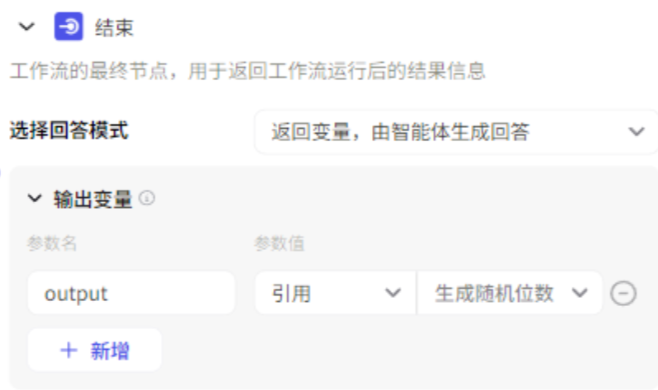 结束
工作流的最终节点，用于返回工作流运行后的结果信息
选择回答模式 返回变量，由智能体生成回答
输出变量
参数名 参数值
output 引用 生成随机位数
+ 新增